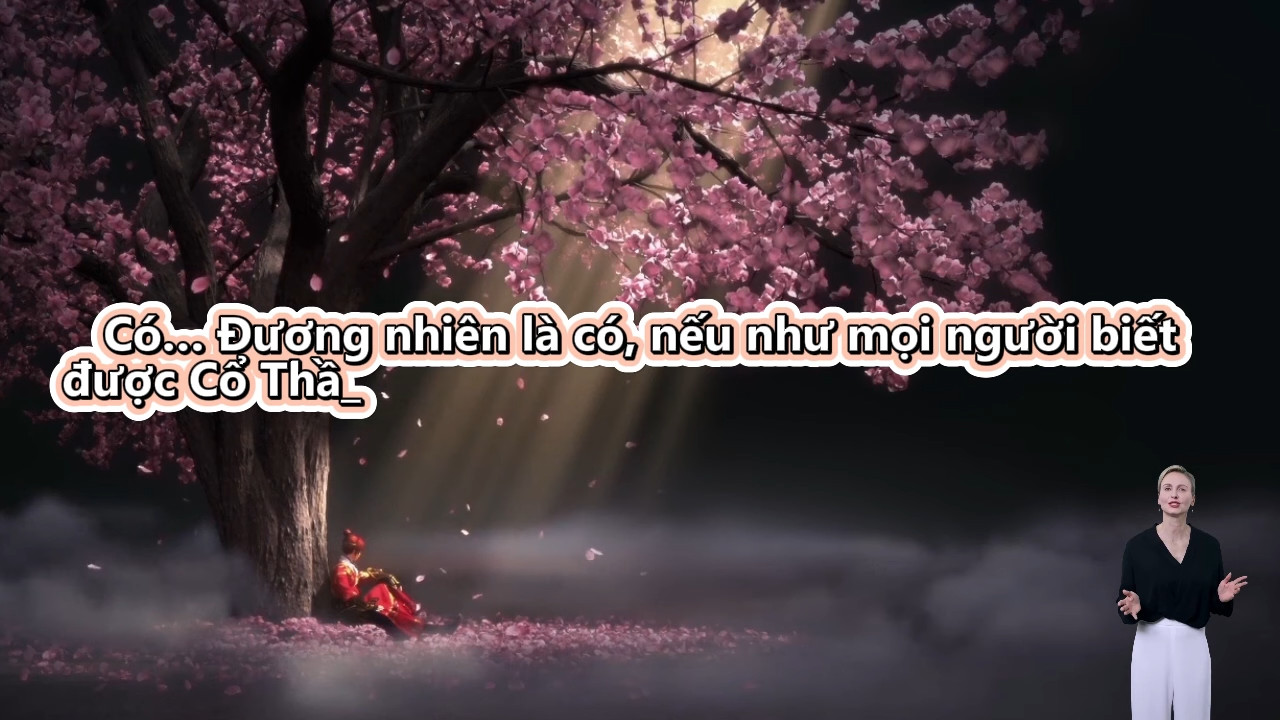 Có... Đương nhiên là có, nếu như mọi người biết
được Cổ Thầ_